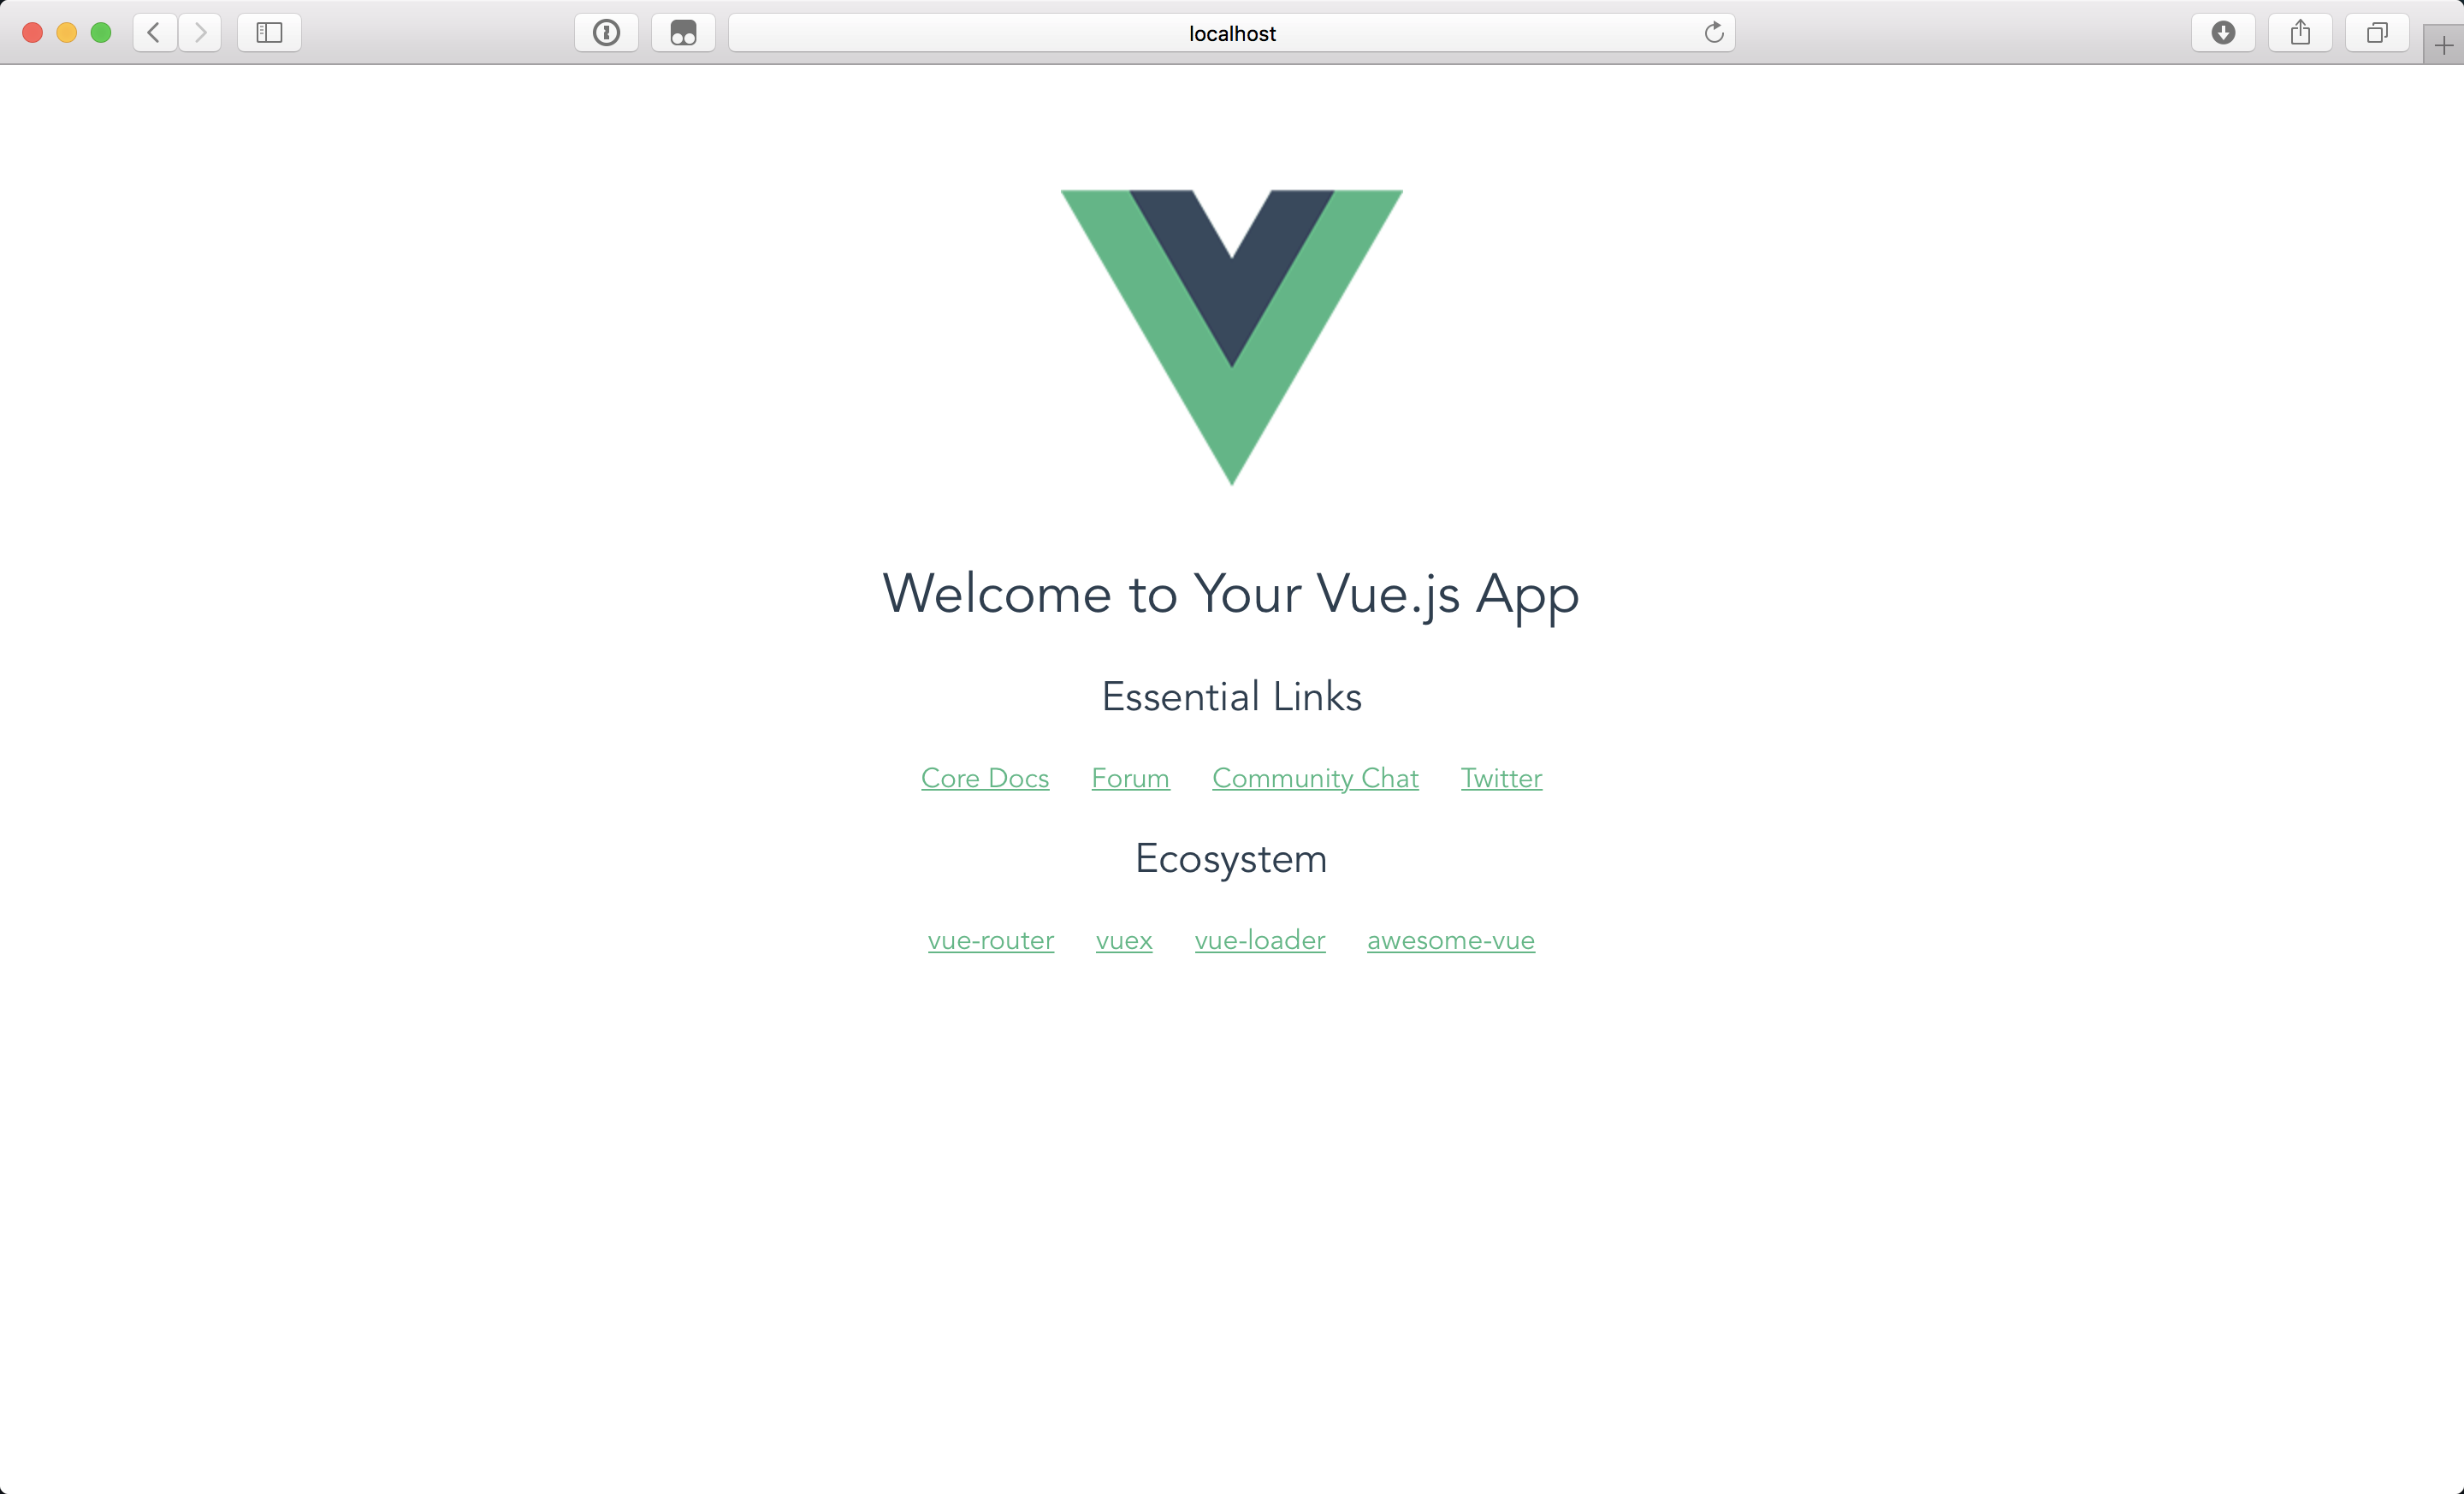 localhost
Welcome to Your Vue.js App
Essential Links
Core Docs Forum Community Chat Twitter
Ecosystem
vue-router vuex vue-loader awesome-vue